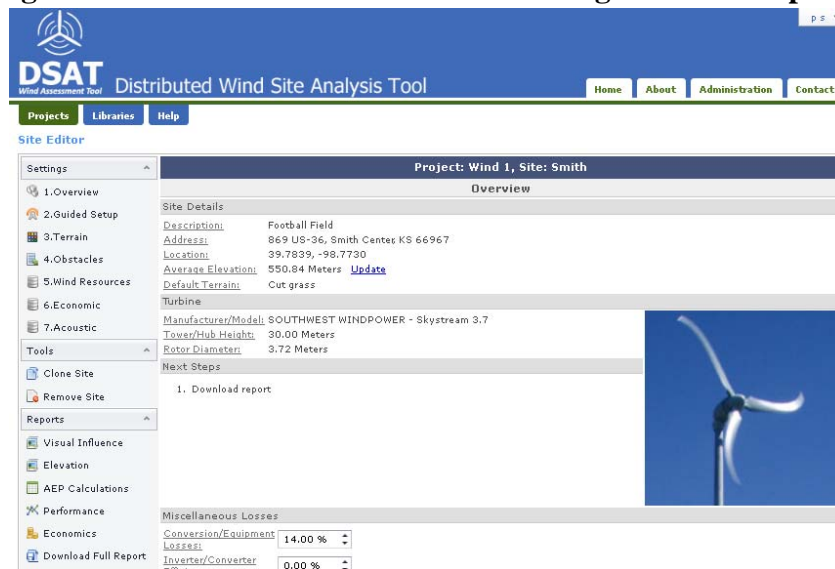 DSAT
Wind Assessment Tool
Distributed Wind Site Analysis Tool
Home About Administration Contact
Projects Libraries Help
Site Editor
Settings
1.Overview
2.Guided Setup
3.Terrain
4.Obstacles
5.Wind Resources
6.Economic
7.Acoustic
Tools
Clone Site
Remove Site
Reports
Visual Influence
Elevation
AEP Calculations
Performance
Economics
Download Full Report
Project: Wind 1, Site: Smith
Overview
Site Details
Description: Football Field
Address: 869 US-36, Smith Center, KS 66967
Location: 39.7839, -98.7730
Average Elevation: 550.84 Meters Update
Default Terrain: Cut grass
Turbine
Manufacturer/Model: SOUTHWEST WINDPOWER - Skystream 3.7
Tower/Hub Height: 30.00 Meters
Rotor Diameter: 3.72 Meters
Next Steps
1. Download report
Miscellaneous Losses
Conversion/Equipment Losses: 14.00 %
Inverter/Converter
0.00 %